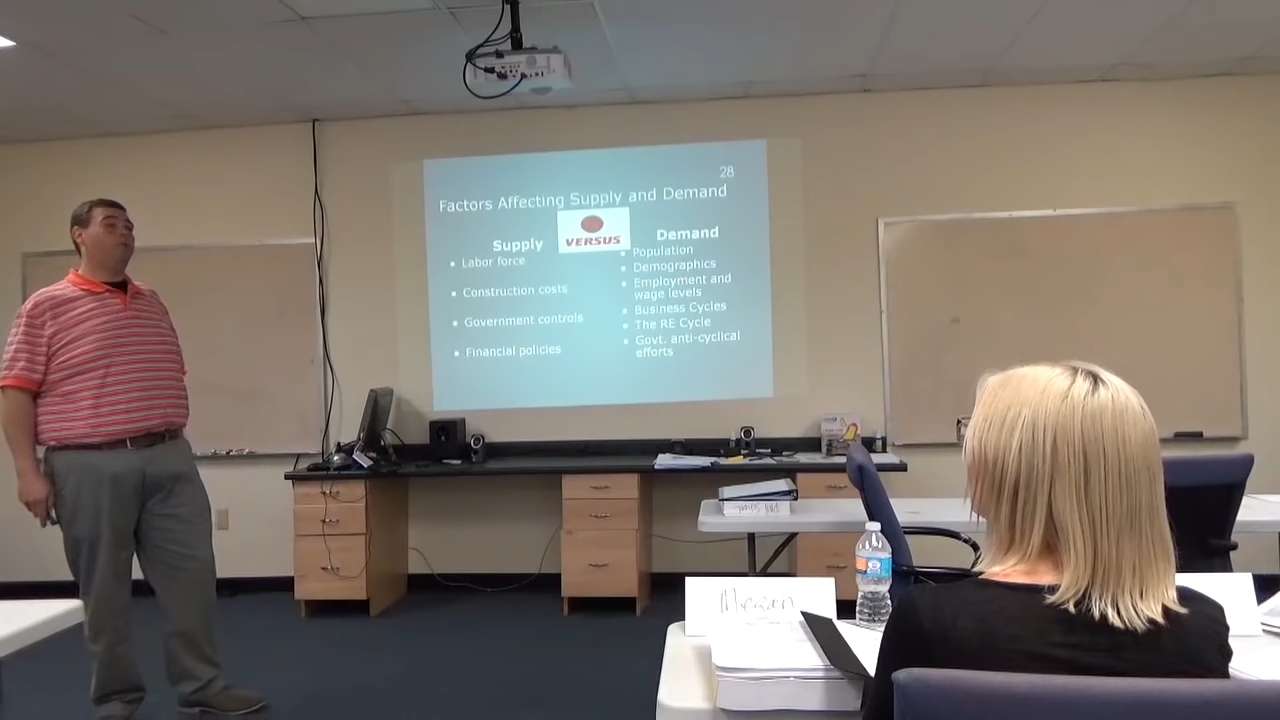 28
Factors Affecting Supply and Demand
VERSUS
Supply
• Labor force
• Construction costs
• Government controls
• Financial policies
Demand
• Population
• Demographics
• Employment and
wage levels
• Business Cycles
• The RE Cycle
• Govt. anti-cyclical
efforts
Megan